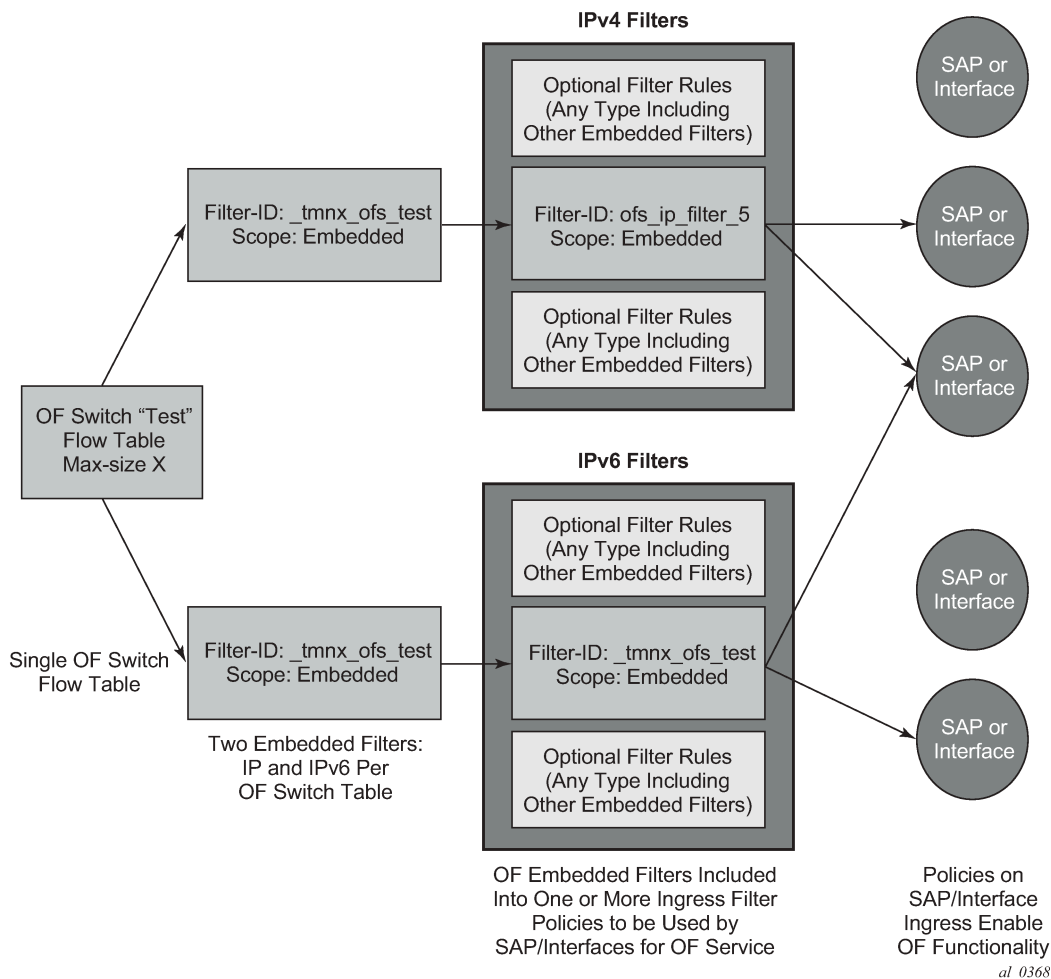 IPv4 Filters
Optional Filter Rules
(Any Type Including
Other Embedded Filters)
Filter-ID: _tmnx_ofs_test
Scope: Embedded
Filter-ID: ofs_ip_filter_5
Scope: Embedded
Optional Filter Rules
(Any Type Including
Other Embedded Filters)
SAP or
Interface
SAP or
Interface
SAP or
Interface
OF Switch “Test”
Flow Table
Max-size X
Single OF Switch
Flow Table
IPv6 Filters
Optional Filter Rules
(Any Type Including
Other Embedded Filters)
Filter-ID: _tmnx_ofs_test
Scope: Embedded
Filter-ID: _tmnx_ofs_test
Scope: Embedded
Optional Filter Rules
(Any Type Including
Other Embedded Filters)
SAP or
Interface
SAP or
Interface
Two Embedded Filters:
IP and IPv6 Per
OF Switch Table
OF Embedded Filters Included
Into One or More Ingress Filter
Policies to be Used by
SAP/Interfaces for OF Service
Policies on
SAP/Interface
Ingress Enable
OF Functionality
al_0368